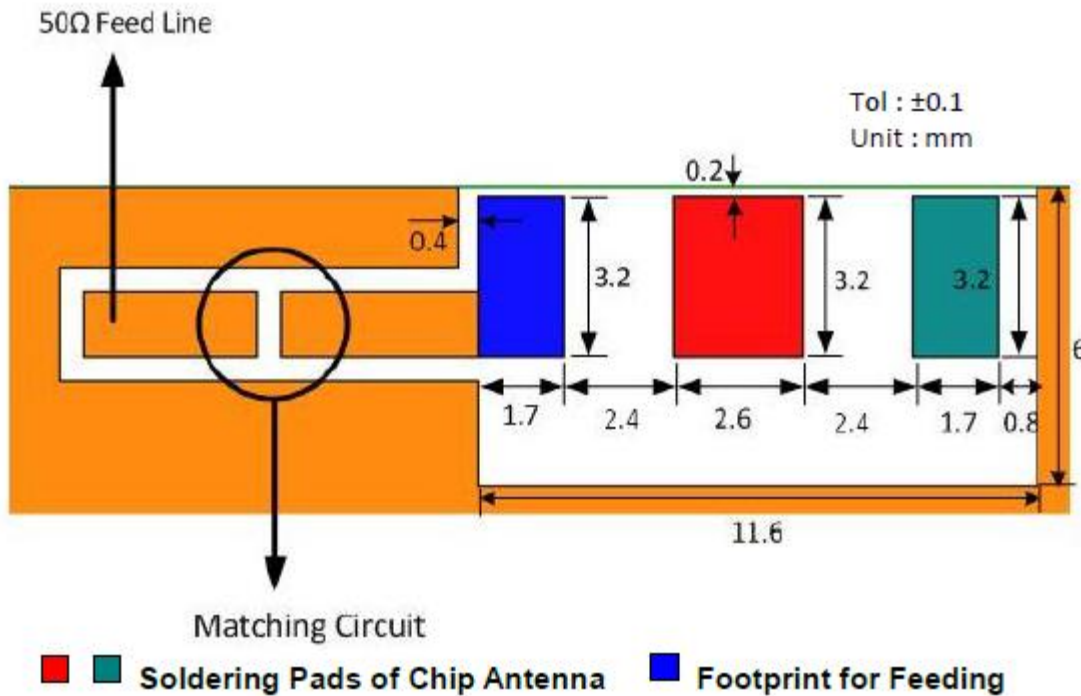 50Ω Feed Line
Tol : ±0.1
Unit : mm
0.2
0.4
3.2
3.2
3.2
6
1.7
2.4
2.6
2.4
1.7
0.8
11.6
Matching Circuit
Soldering Pads of Chip Antenna
Footprint for Feeding